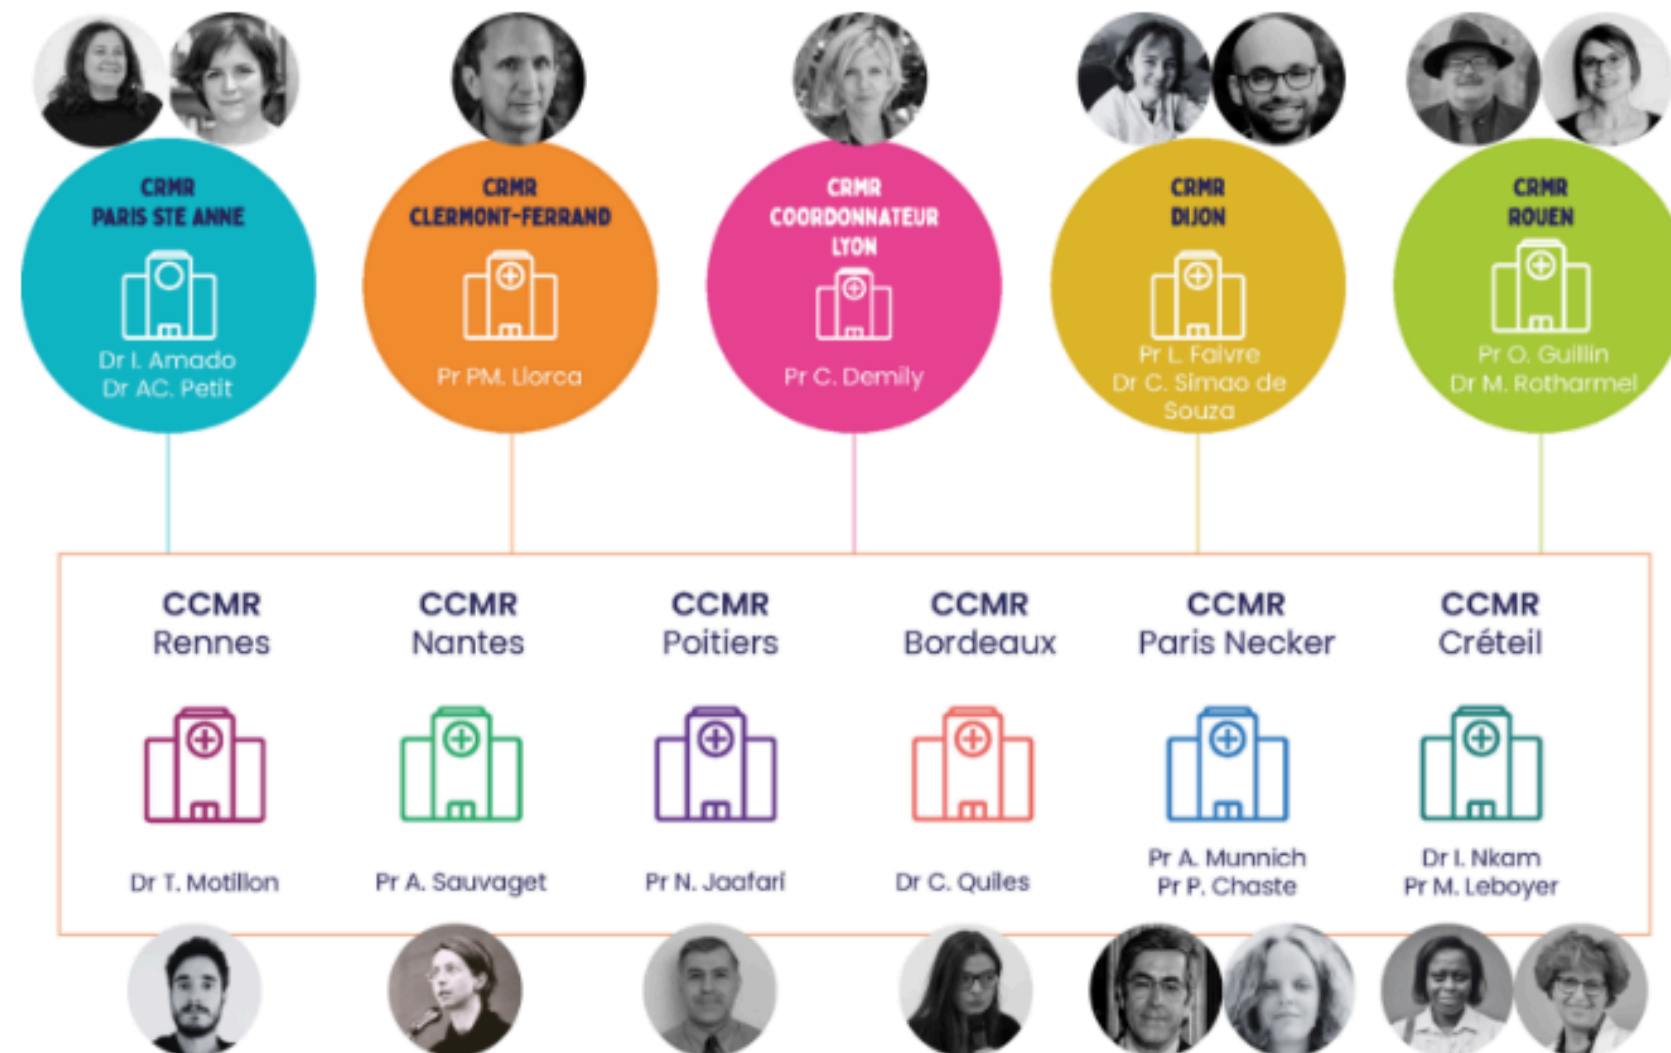 CRMR
PARIS STE ANNE
Dr I. Amado
Dr AC. Petit
CRMR
CLERMONT-FERRAND
Pr PM. Llorca
CRMR
COORDONNATEUR
LYON
Pr C. Demily
CRMR
DIJON
Pr L. Faivre
Dr C. Simao de
Souza
CRMR
ROUEN
Pr O. Guillin
Dr M. Rotharmel
CCMR
Rennes
Dr T. Motillon
CCMR
Nantes
Pr A. Sauvaget
CCMR
Poitiers
Pr N. Jaafari
CCMR
Bordeaux
Dr C. Quiles
CCMR
Paris Necker
Pr A. Munnich
Pr P. Chaste
CCMR
Créteil
Dr I. Nkam
Pr M. Leboyer